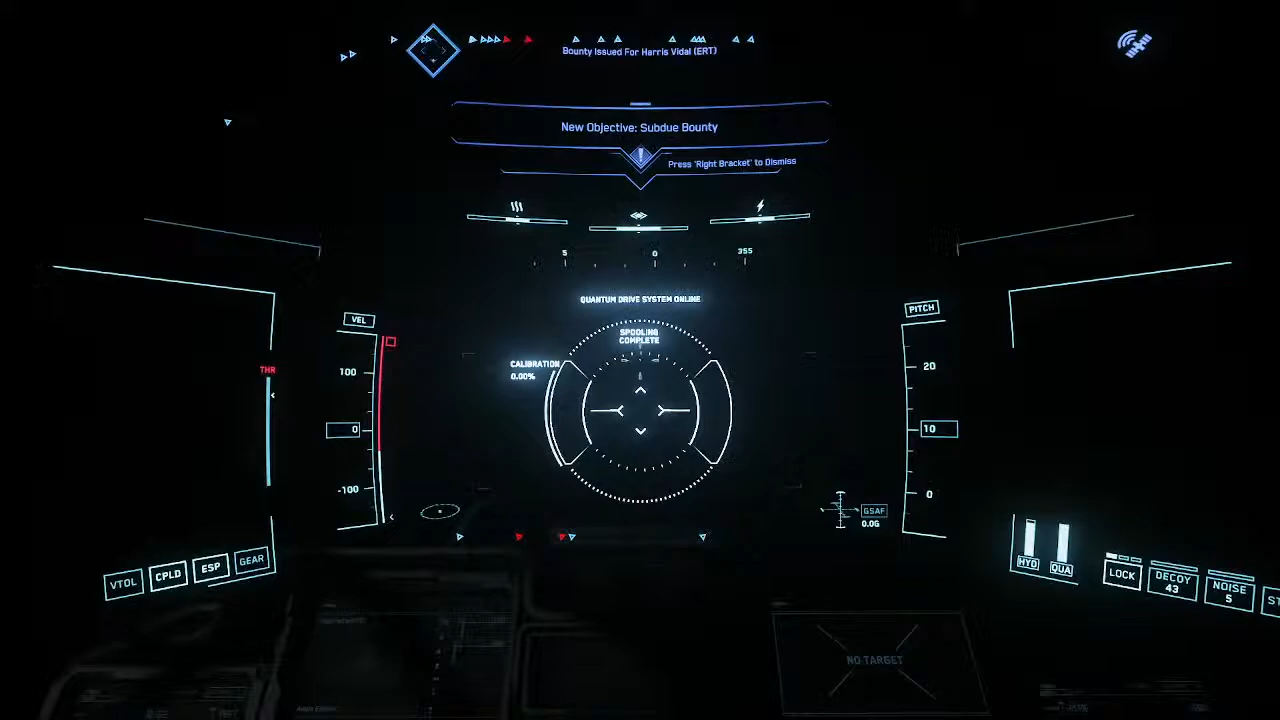 Bounty Issued For Harris Vidal (ERT)
New Objective: Subdue Bounty
Press 'Right Bracket' to Dismiss
5
0
355
QUANTUM DRIVE SYSTEM ONLINE
SPOOLING
COMPLETE
CALIBRATION
0.00%
VEL
100
0
-100
THR
PITCH
20
10
0
GSAF
0.0G
VTOL
CPLD
ESP
GEAR
HYD
QUA
LOCK
DECOY
43
NOISE
5
NO TARGET